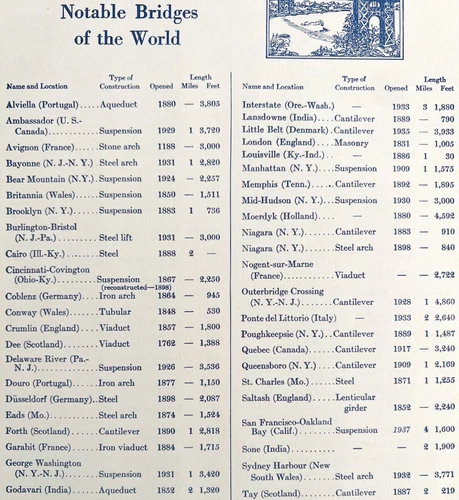 Notable Bridges
of the World
Type of Length
Name and Location Construction Opened Miles Feet
Alviella (Portugal)..... Aqueduct 1880 — 3,805
Ambassador (U. S.-
Canada)............Suspension 1929 1 3,720
Avignon (France)......Stone arch 1188 — 3,000
Bayonne (N. J.-N. Y.) Steel arch 1931 1 2,820
Bear Mountain (N.Y.) .Suspension 1924 — 2,257
Britannia (Wales)......Suspension 1850 — 1,511
Brooklyn (N. Y.)......Suspension 1883 1 736
Burlington-Bristol
(N. J.-Pa.)..........Steel lift 1931 — 3,000
Cairo (Ill.-Ky.) .......Steel 1888 2 —
Cincinnati-Covington
(Ohio-Ky.)...........Suspension 1867 — 2,250
(reconstructed—1898)
Coblenz (Germany)....Iron arch 1864 — 945
Conway (Wales).......Tubular 1848 — 530
Crumlin (England)....Viaduct 1857 — 1,800
Dee (Scotland)........Viaduct 1762 — 1,388
Delaware River (Pa.-
N. J.)...............Suspension 1926 — 3,536
Douro (Portugal)......Iron arch 1877 — 1,150
Düsseldorf (Germany)..Steel 1898 — 2,087
Eads (Mo.)...........Steel arch 1874 — 1,524
Forth (Scotland).......Cantilever 1890 1 2,818
Garabit (France)......Iron viaduct 1884 — 1,715
George Washington
(N. Y.-N. J.)........Suspension 1931 1 3,420
Godavari (India)......Aqueduct 1852 2 1,320
Type of Length
Name and Location Construction Opened Miles Feet
Interstate (Ore.-Wash.) — 1933 3 1,880
Lansdowne (India)....Cantilever 1889 — 790
Little Belt (Denmark) .Cantilever 1935 — 3,933
London (England).....Masonry 1831 — 1,005
Louisville (Ky.-Ind.).. — 1886 1 30
Manhattan (N. Y.)....Suspension 1909 1 1,575
Memphis (Tenn.).....Cantilever 1892 — 1,895
Mid-Hudson (N. Y.)...Suspension 1930 — 3,000
Moerdyk (Holland).... — 1880 — 4,592
Niagara (N. Y.).......Cantilever 1883 — 910
Niagara (N. Y.).......Steel arch 1898 — 840
Nogent-sur-Marne
(France)............Viaduct — — 2,722
Outerbridge Crossing
(N. Y.-N. J.)........Cantilever 1928 1 4,860
Ponte del Littorio (Italy) — 1933 2 2,640
Poughkeepsie (N. Y.)..Cantilever 1889 1 1,487
Quebec (Canada)......Cantilever 1917 — 3,240
Queensboro (N. Y.)....Cantilever 1909 1 2,169
St. Charles (Mo.)......Steel 1871 1 1,255
Saltash (England).....Lenticular
girder 1852 — 2,240
San Francisco-Oakland
Bay (Calif.).........Suspension 1937 4 1,600
Sone (India).......... — — 2 1,909
Sydney Harbour (New
South Wales)........Steel arch 1932 — 3,771
Tay (Scotland)........Viaduct 1887 2 219